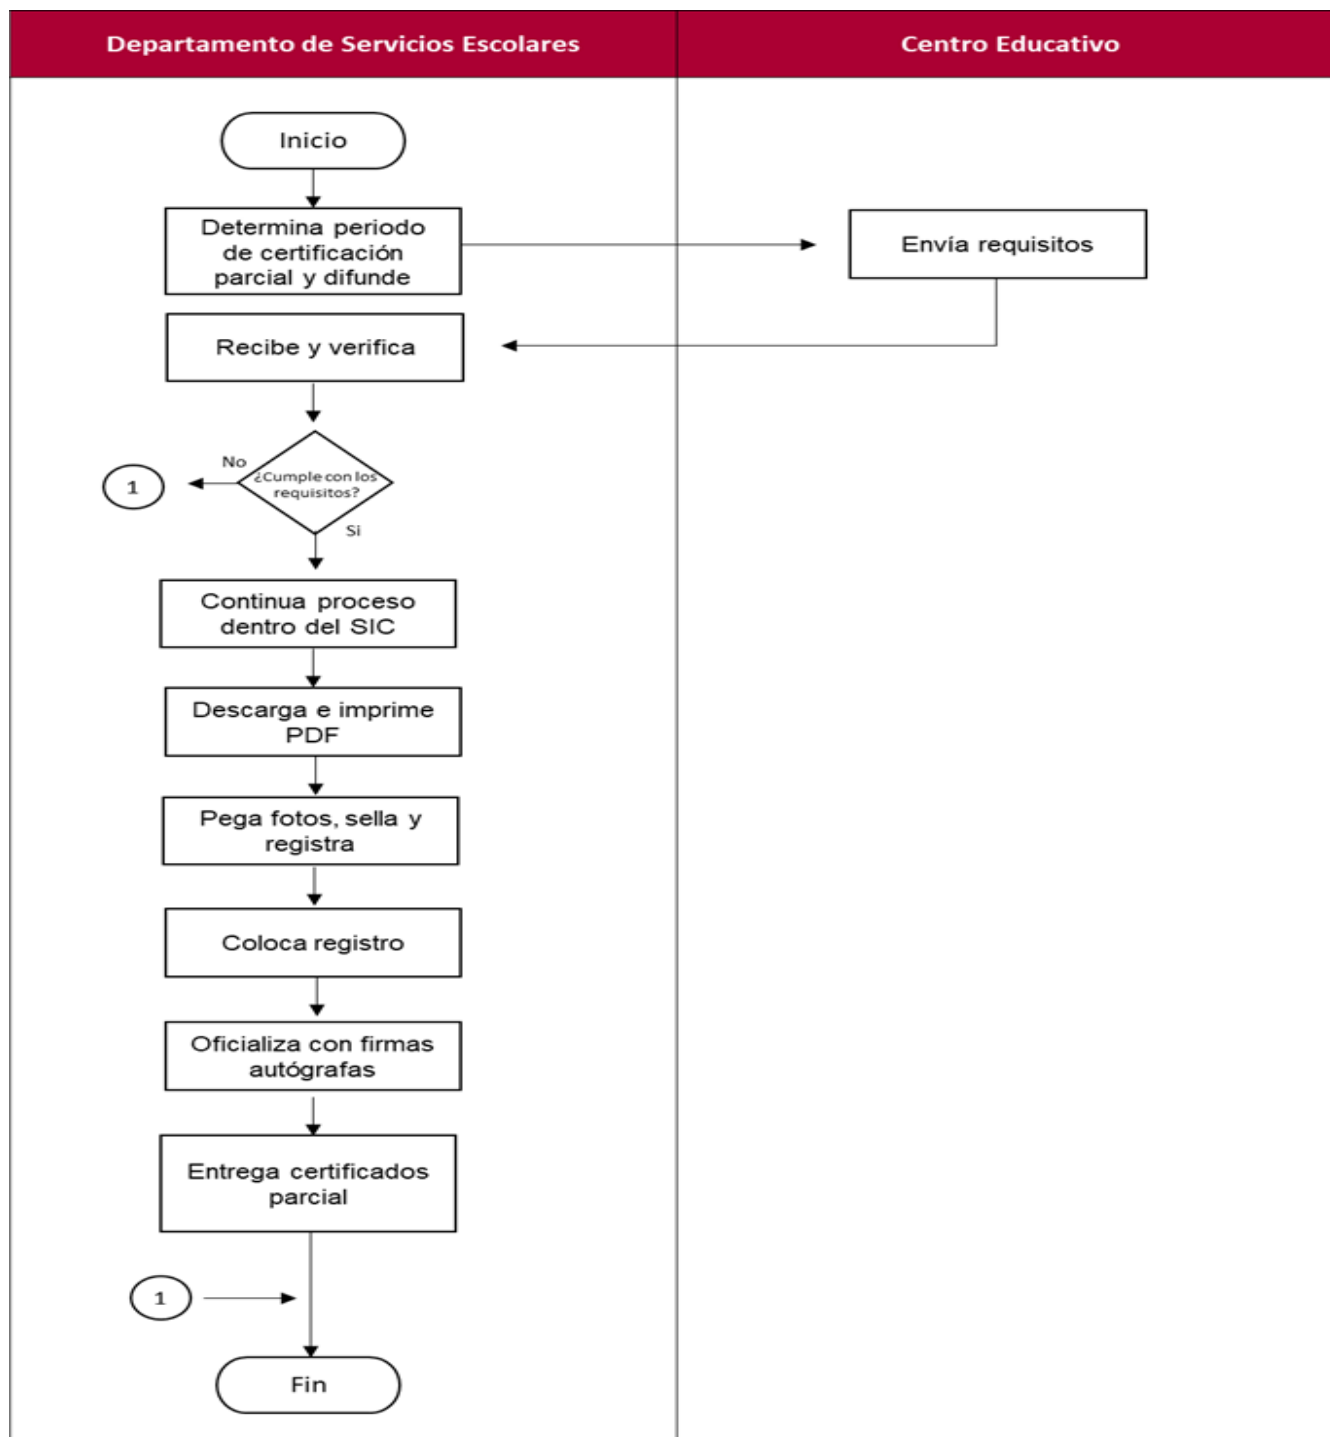 Departamento de Servicios Escolares
Centro Educativo
Inicio
Determina periodo
de certificación
parcial y difunde
Envía requisitos
Recibe y verifica
No
¿Cumple con los
requisitos?
1
Si
Continua proceso
dentro del SIC
Descarga e imprime
PDF
Pega fotos, sella y
registra
Coloca registro
Oficializa con firmas
autógrafas
Entrega certificados
parcial
1
Fin